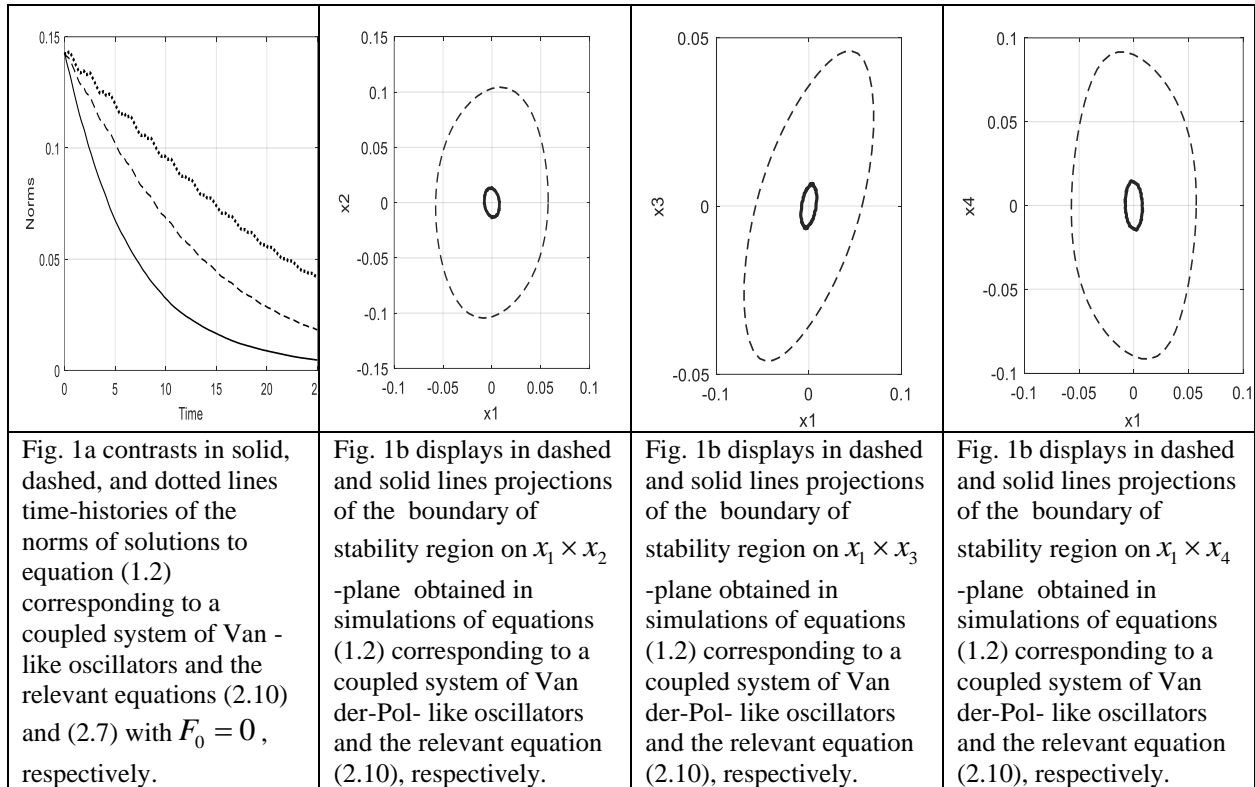 0.15
0.1
0.05
0
Norms
0
5
10
15
20
25
Time
0.15
0.1
0.05
0
-0.05
-0.1
-0.15
x2
-0.1
-0.05
0
0.05
0.1
x1
0.05
0
-0.05
x3
-0.1
0
0.1
x1
0.1
0.05
0
-0.05
-0.1
x4
-0.1
-0.05
0
0.05
0.1
x1
Fig. 1a contrasts in solid,
dashed, and dotted lines
time-histories of the
norms of solutions to
equation (1.2)
corresponding to a
coupled system of Van -
like oscillators and the
relevant equations (2.10)
and (2.7) with F₀ = 0 ,
respectively.
Fig. 1b displays in dashed
and solid lines projections
of the boundary of
stability region on x₁ × x₂
-plane obtained in
simulations of equations
(1.2) corresponding to a
coupled system of Van
der-Pol- like oscillators
and the relevant equation
(2.10), respectively.
Fig. 1b displays in dashed
and solid lines projections
of the boundary of
stability region on x₁ × x₃
-plane obtained in
simulations of equations
(1.2) corresponding to a
coupled system of Van
der-Pol- like oscillators
and the relevant equation
(2.10), respectively.
Fig. 1b displays in dashed
and solid lines projections
of the boundary of
stability region on x₁ × x₄
-plane obtained in
simulations of equations
(1.2) corresponding to a
coupled system of Van
der-Pol- like oscillators
and the relevant equation
(2.10), respectively.